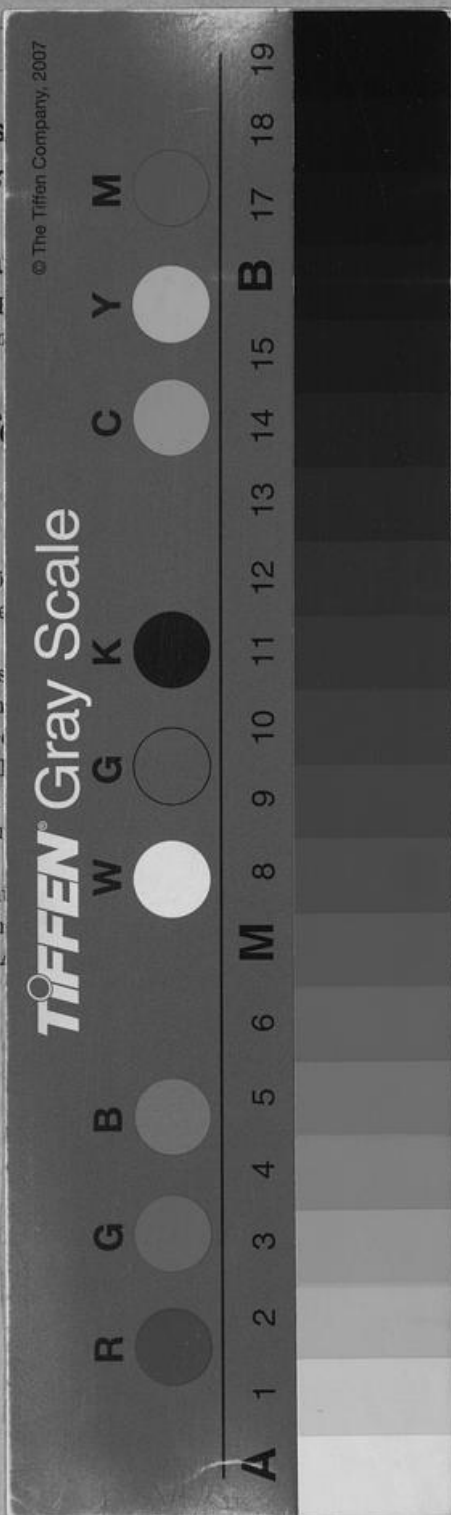 © The Tiffen Company, 2007
TIFFEN® Gray Scale
R G B W G K C Y M
A 1 2 3 4 5 6 M 8 9 10 11 12 13 14 15 B 17 18 19